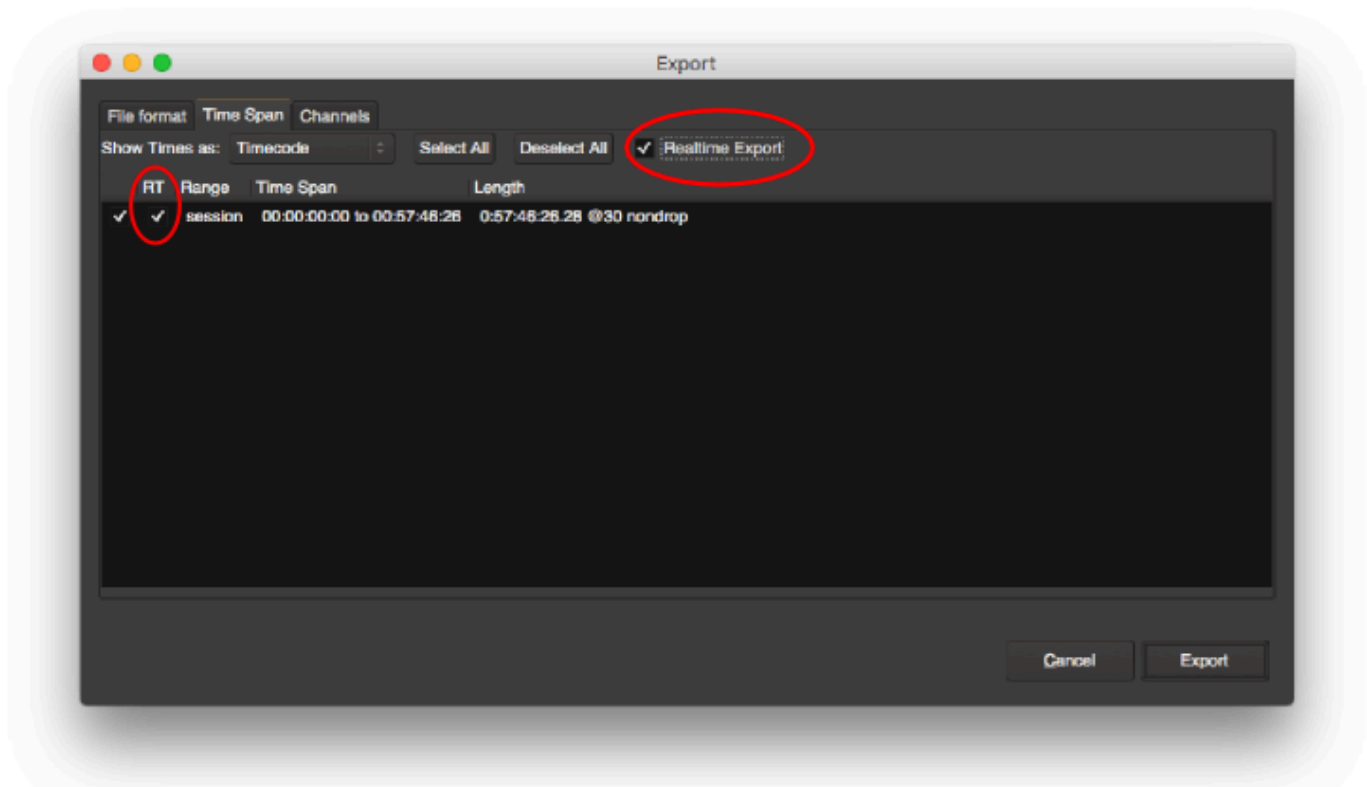 Export
File format Time Span Channels
Show Times as: Timecode Select All Deselect All Realtime Export
RT Range Time Span Length
session 00:00:00:00 to 00:57:46:26 0:57:46:26.28 @30 nondrop
Cancel Export